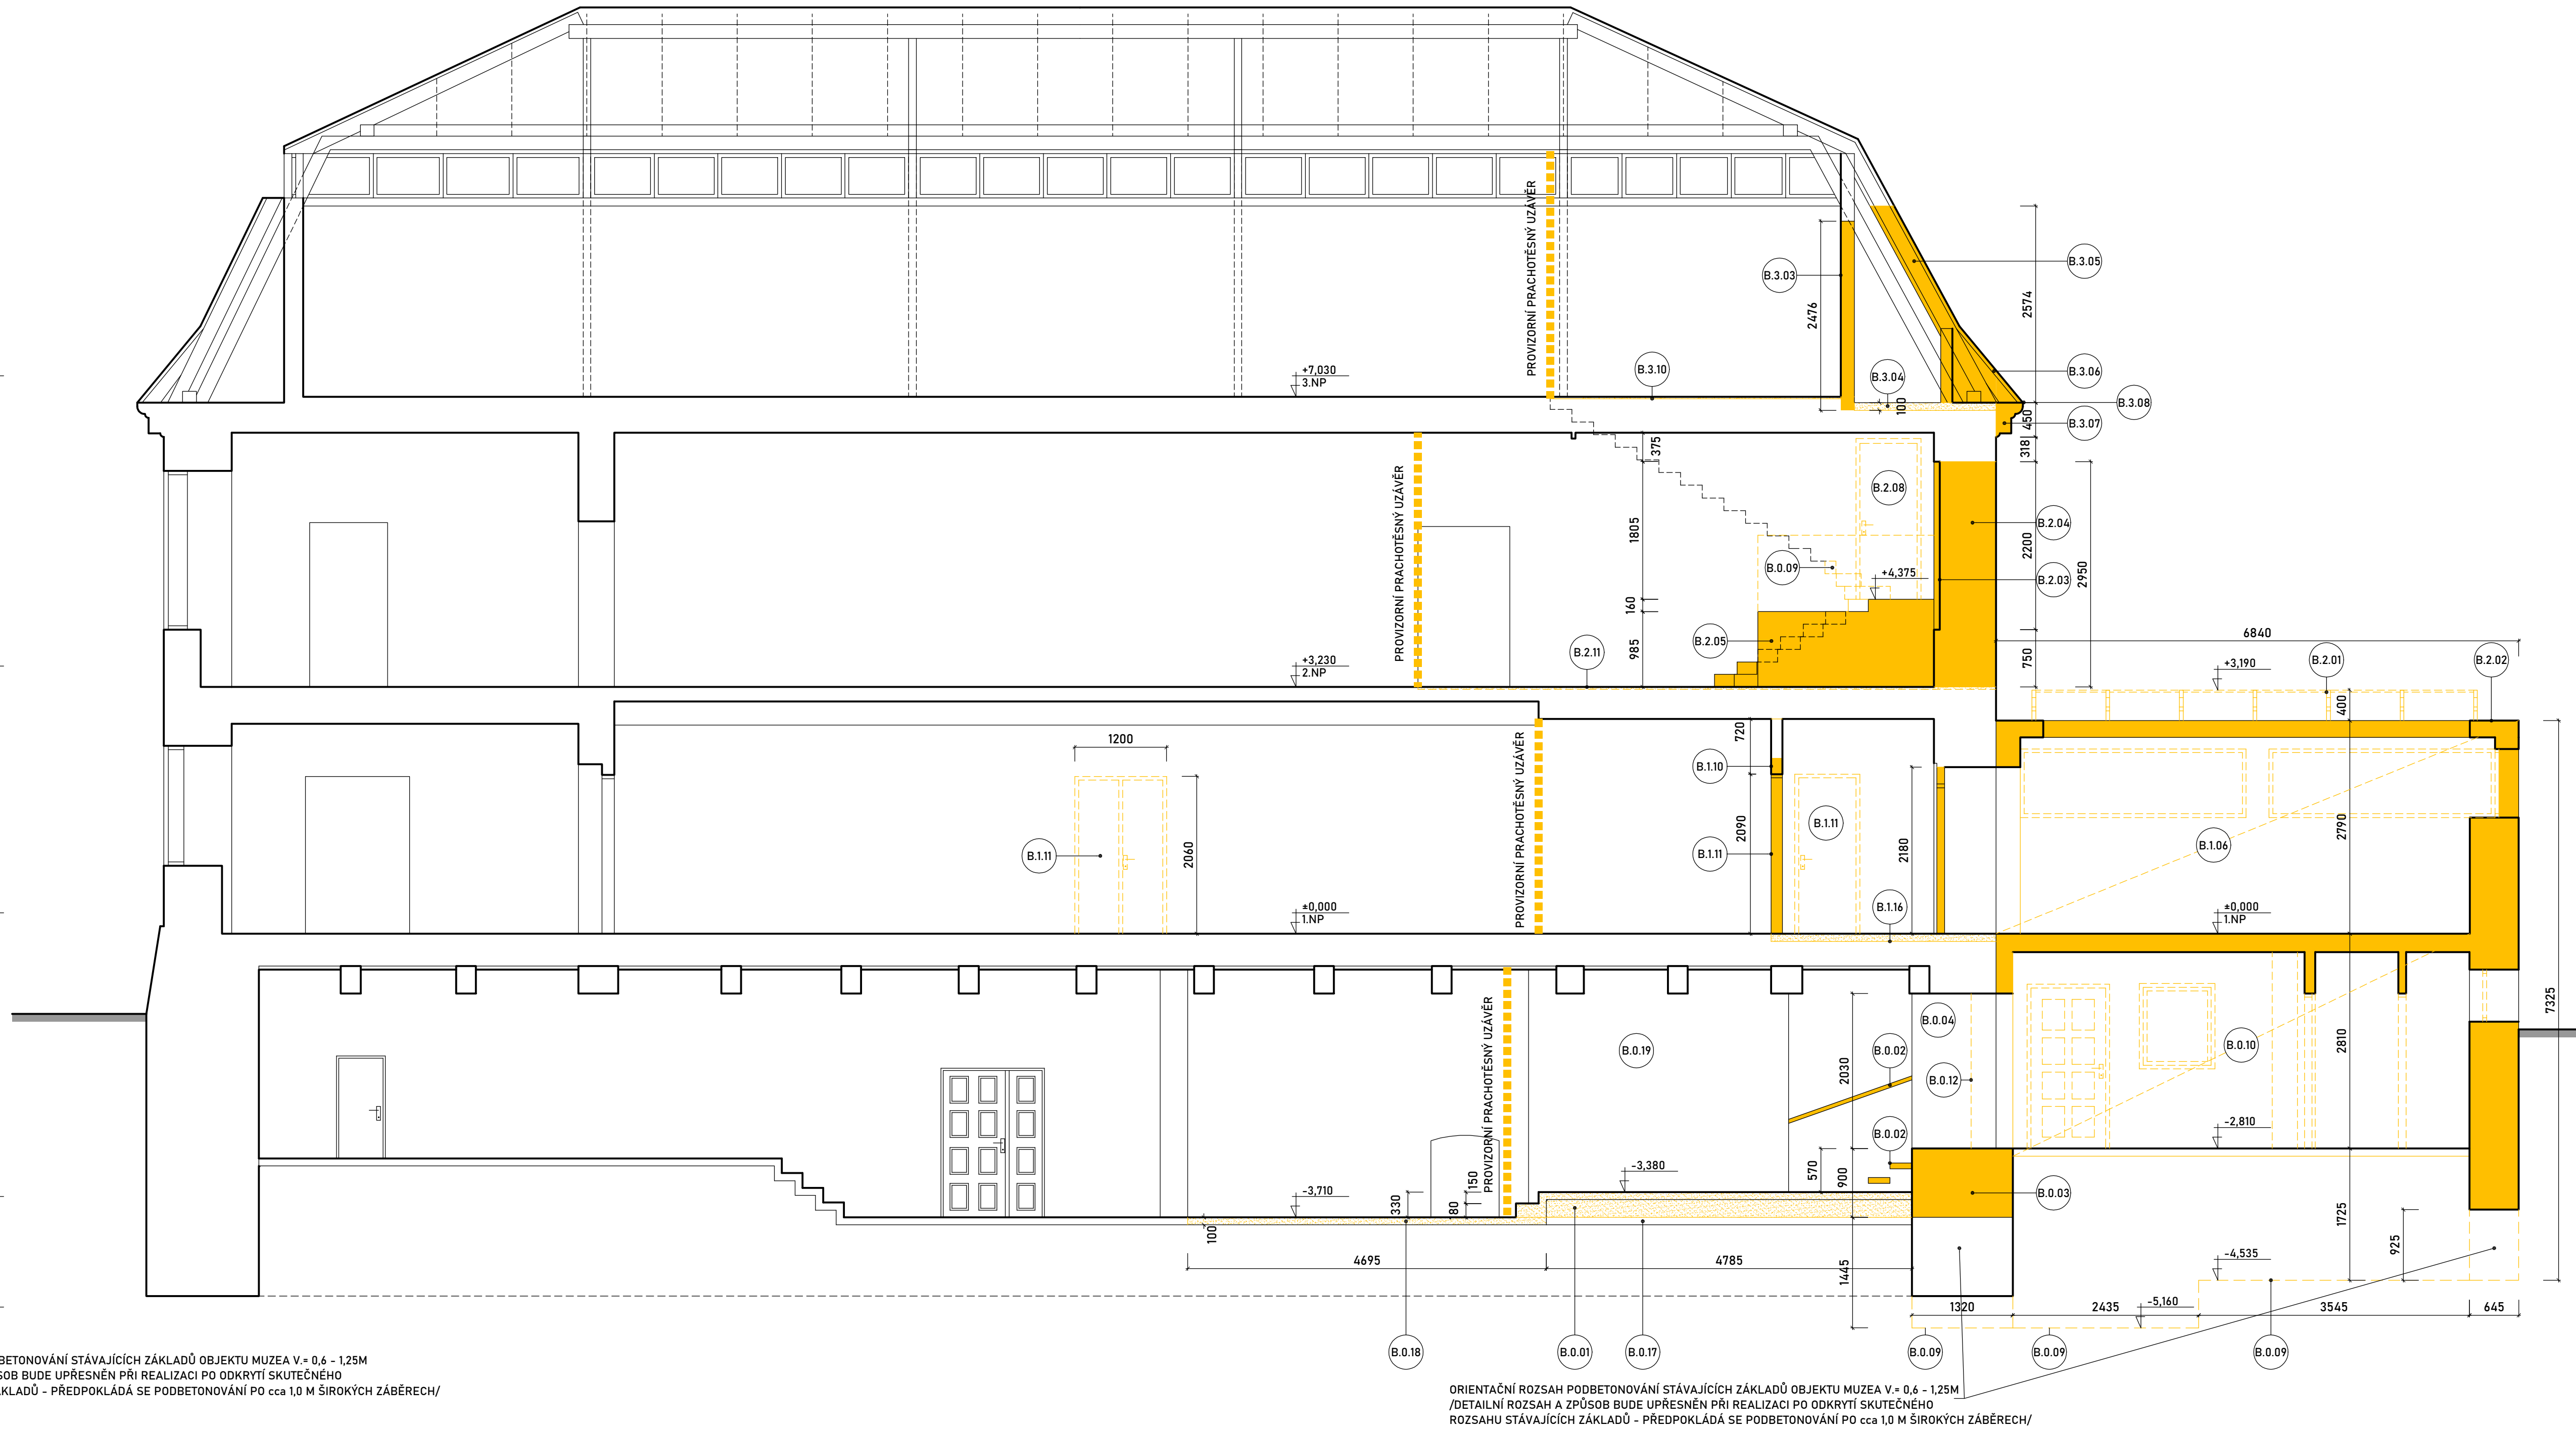 PROVIZORNÍ PRACHOTĚSNÝ UZÁVĚR
B.3.03
2476
2574
B.3.05
+7,030
3.NP
B.3.10
B.3.04
100
B.3.06
B.3.08
450
B.3.07
318
PROVIZORNÍ PRACHOTĚSNÝ UZÁVĚR
375
1805
160
985
B.2.08
B.0.09
+4,375
B.2.05
B.2.11
B.2.04
2200
2950
B.2.03
750
+3,230
2.NP
6840
+3,190
B.2.01
B.2.02
400
1200
B.1.11
2060
PROVIZORNÍ PRACHOTĚSNÝ UZÁVĚR
720
B.1.10
2090
B.1.11
B.1.11
2180
B.1.16
2790
B.1.06
±0,000
1.NP
±0,000
1.NP
PROVIZORNÍ PRACHOTĚSNÝ UZÁVĚR
B.0.19
B.0.04
B.0.02
2030
B.0.12
B.0.02
B.0.10
2810
7325
-2,810
-3,710
330
150
180
-3,380
570
900
B.0.03
100
1725
925
4695
4785
1445
-4,535
1320
2435
-5,160
3545
645
B.0.18
B.0.01
B.0.17
B.0.09
B.0.09
B.0.09
BETONOVÁNÍ STÁVAJÍCÍCH ZÁKLADŮ OBJEKTU MUZEA V.= 0,6 - 1,25M
SOB BUDE UPŘESNĚN PŘI REALIZACI PO ODKRYTÍ SKUTEČNÉHO
KLADŮ - PŘEDPOKLÁDÁ SE PODBETONOVÁNÍ PO cca 1,0 M ŠIROKÝCH ZÁBĚRECH/
ORIENTAČNÍ ROZSAH PODBETONOVÁNÍ STÁVAJÍCÍCH ZÁKLADŮ OBJEKTU MUZEA V.= 0,6 - 1,25M
/DETAILNÍ ROZSAH A ZPŮSOB BUDE UPŘESNĚN PŘI REALIZACI PO ODKRYTÍ SKUTEČNÉHO
ROZSAHU STÁVAJÍCÍCH ZÁKLADŮ - PŘEDPOKLÁDÁ SE PODBETONOVÁNÍ PO cca 1,0 M ŠIROKÝCH ZÁBĚRECH/